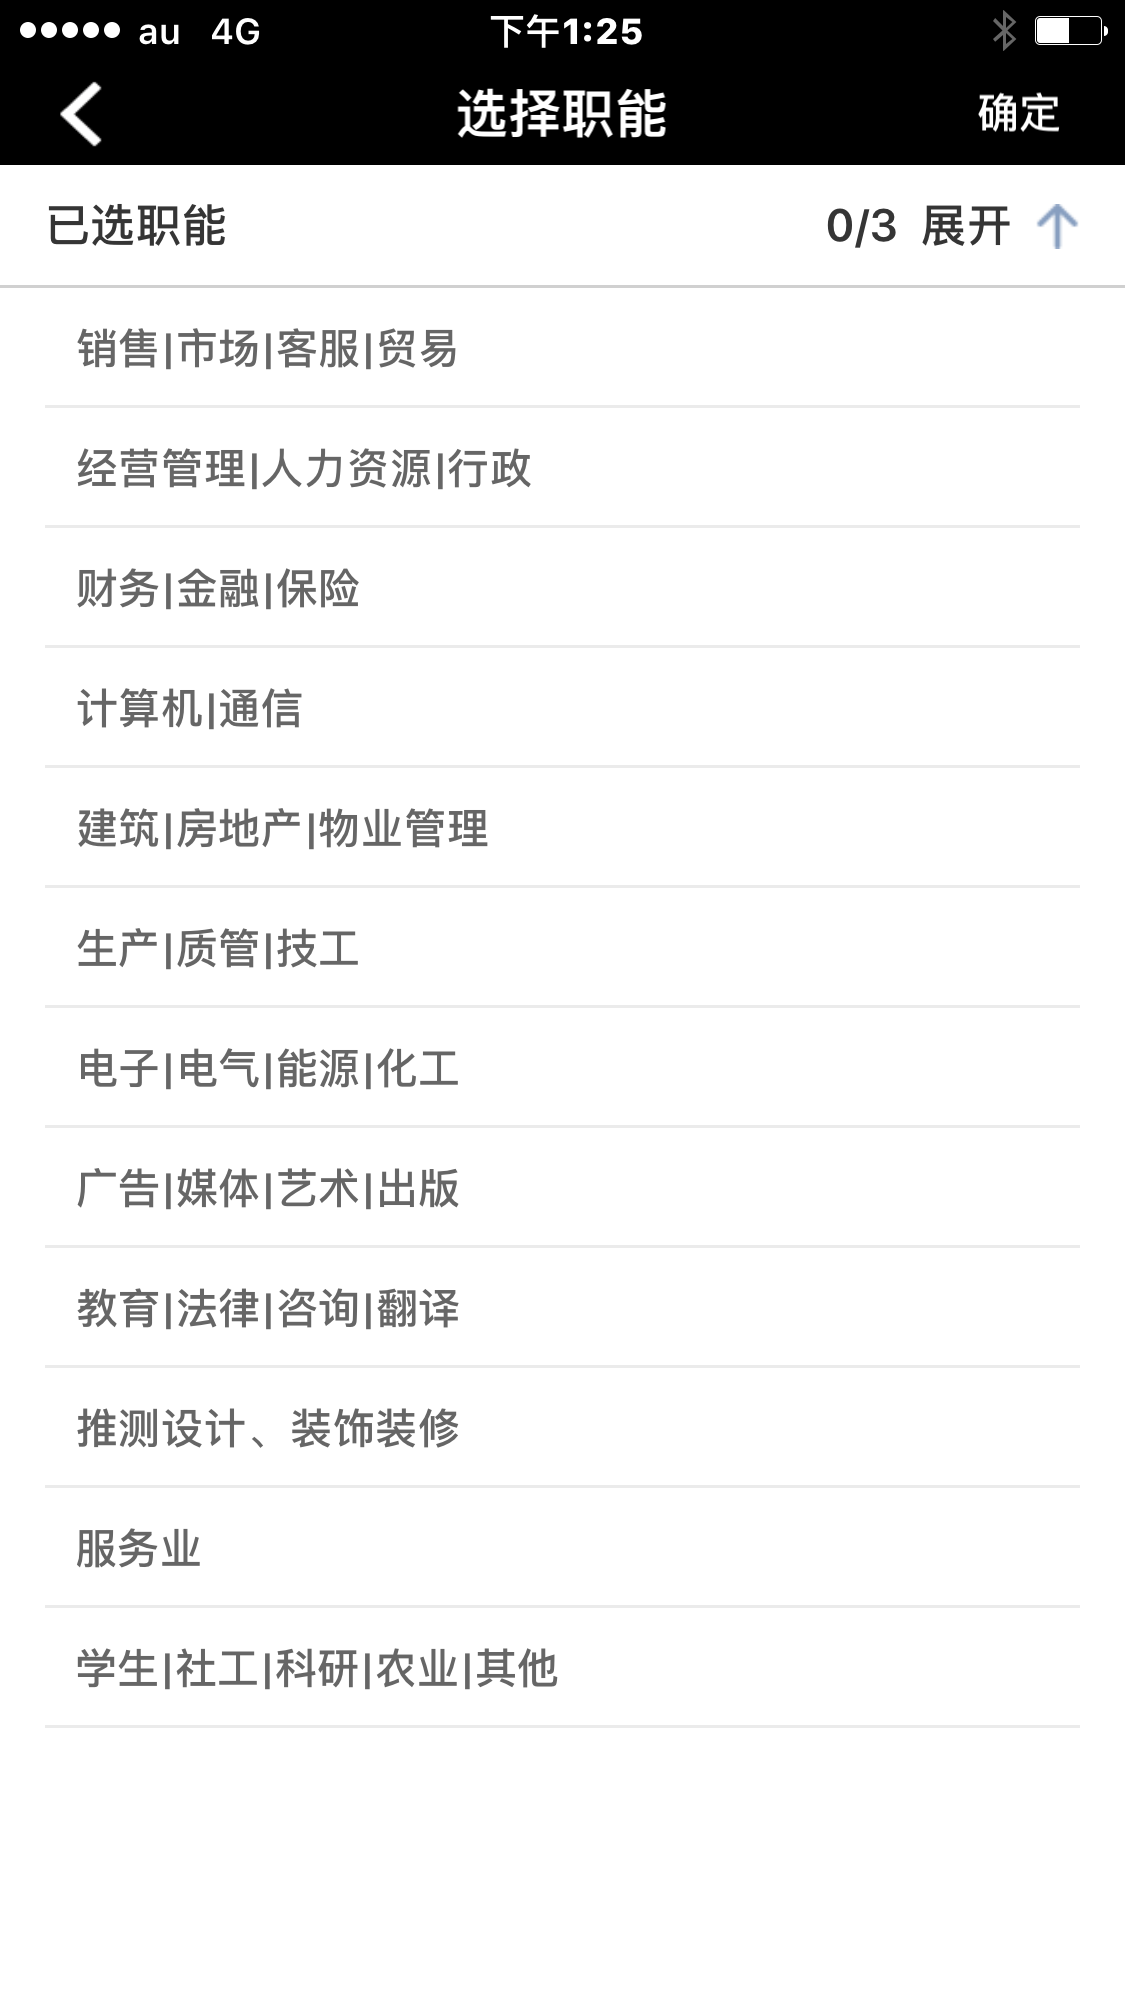 au 4G 下午1:25
选择职能 确定
已选职能 0/3 展开
销售|市场|客服|贸易
经营管理|人力资源|行政
财务|金融|保险
计算机|通信
建筑|房地产|物业管理
生产|质管|技工
电子|电气|能源|化工
广告|媒体|艺术|出版
教育|法律|咨询|翻译
推测设计、装饰装修
服务业
学生|社工|科研|农业|其他